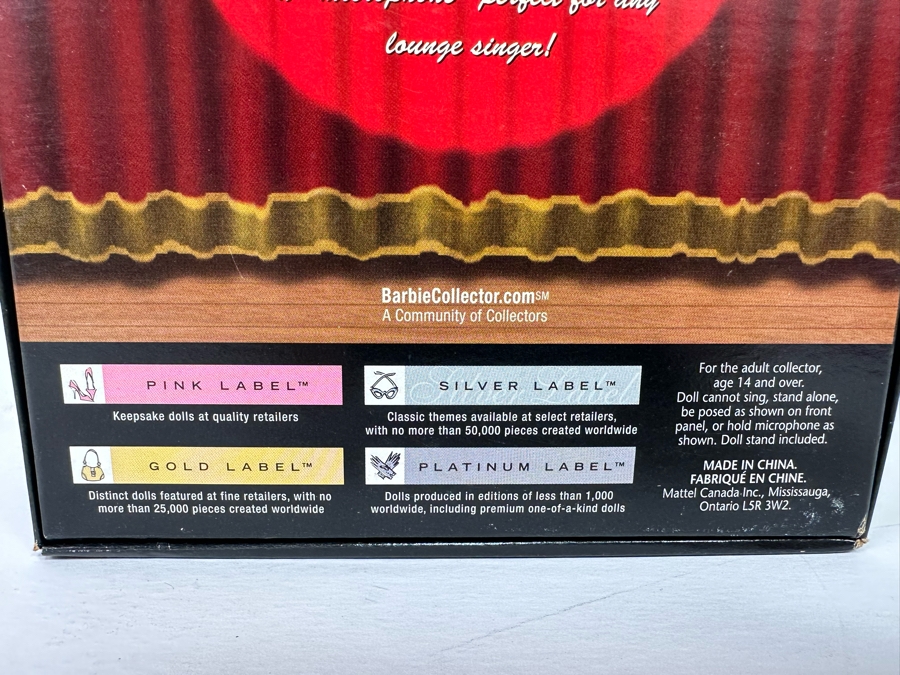 microphone perfect for any
lounge singer!
BarbieCollector.com℠
A Community of Collectors
PINK LABEL™
Keepsake dolls at quality retailers
SILVER LABEL™
Classic themes available at select retailers,
with no more than 50,000 pieces created worldwide
GOLD LABEL™
Distinct dolls featured at fine retailers, with no
more than 25,000 pieces created worldwide
PLATINUM LABEL™
Dolls produced in editions of less than 1,000
worldwide, including premium one-of-a-kind dolls
For the adult collector,
age 14 and over.
Doll cannot sing, stand alone,
be posed as shown on front
panel, or hold microphone as
shown. Doll stand included.
MADE IN CHINA.
FABRIQUÉ EN CHINE.
Mattel Canada Inc., Mississauga,
Ontario L5R 3W2.